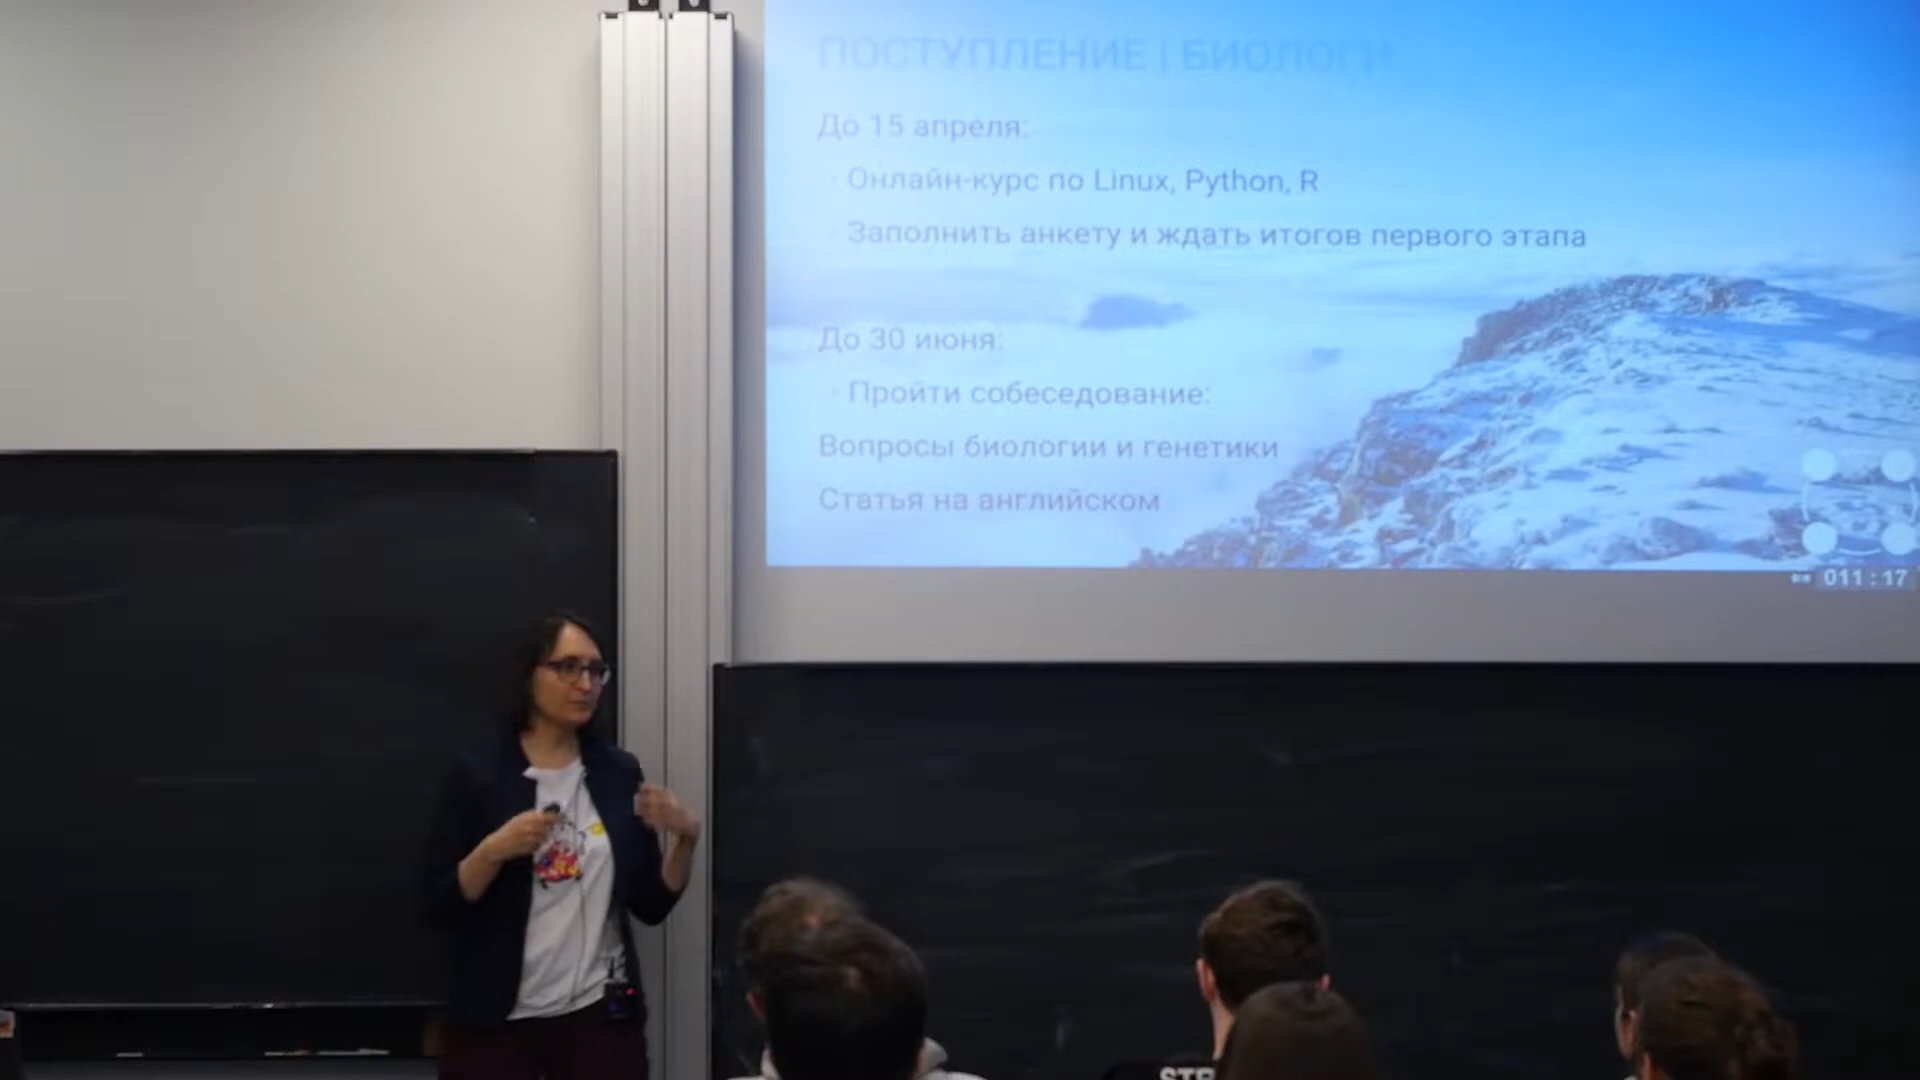 ПОСТУПЛЕНИЕ | БИОЛОГИ
До 15 апреля:
- Онлайн-курс по Linux, Python, R
- Заполнить анкету и ждать итогов первого этапа
До 30 июня:
- Пройти собеседование:
Вопросы биологии и генетики
Статья на английском
011:17
STR